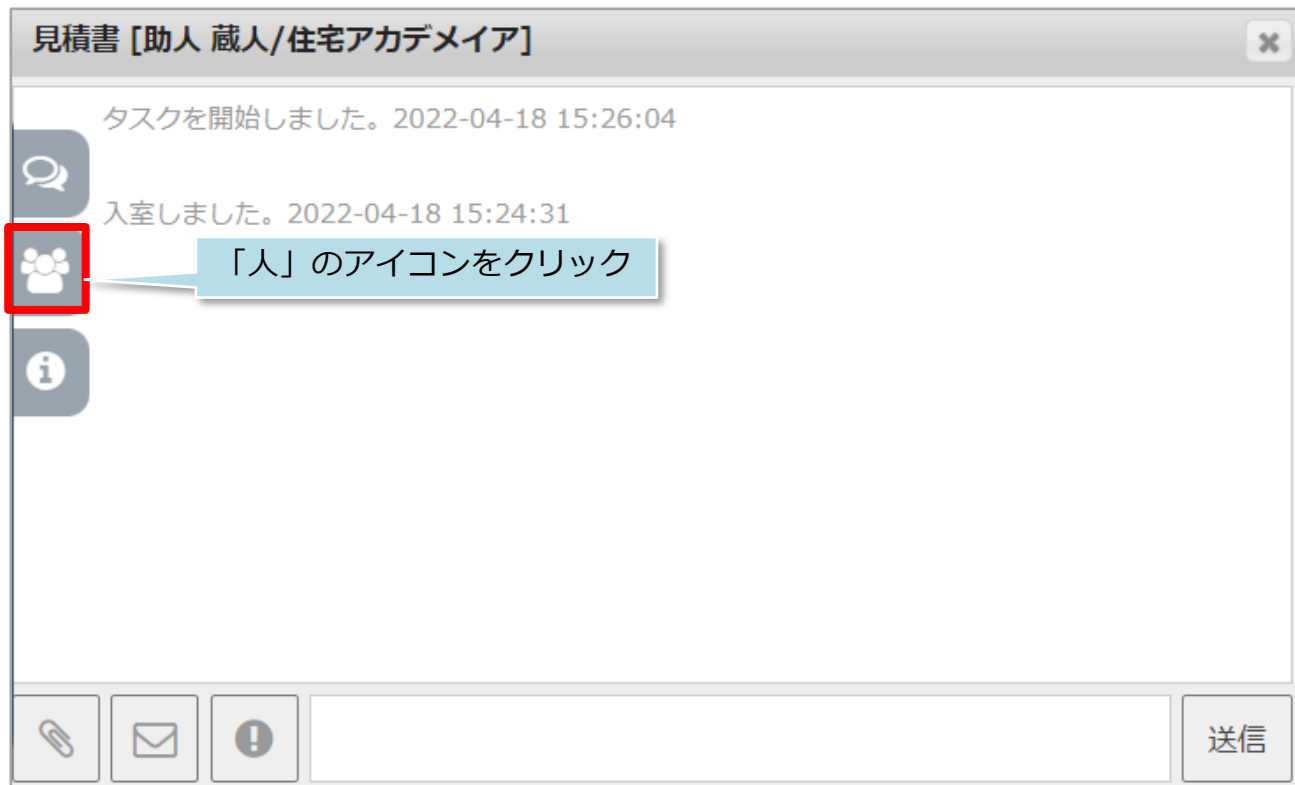 見積書 [助人 蔵人/住宅アカデメイア]
タスクを開始しました。2022-04-18 15:26:04
入室しました。2022-04-18 15:24:31
「人」のアイコンをクリック
送信